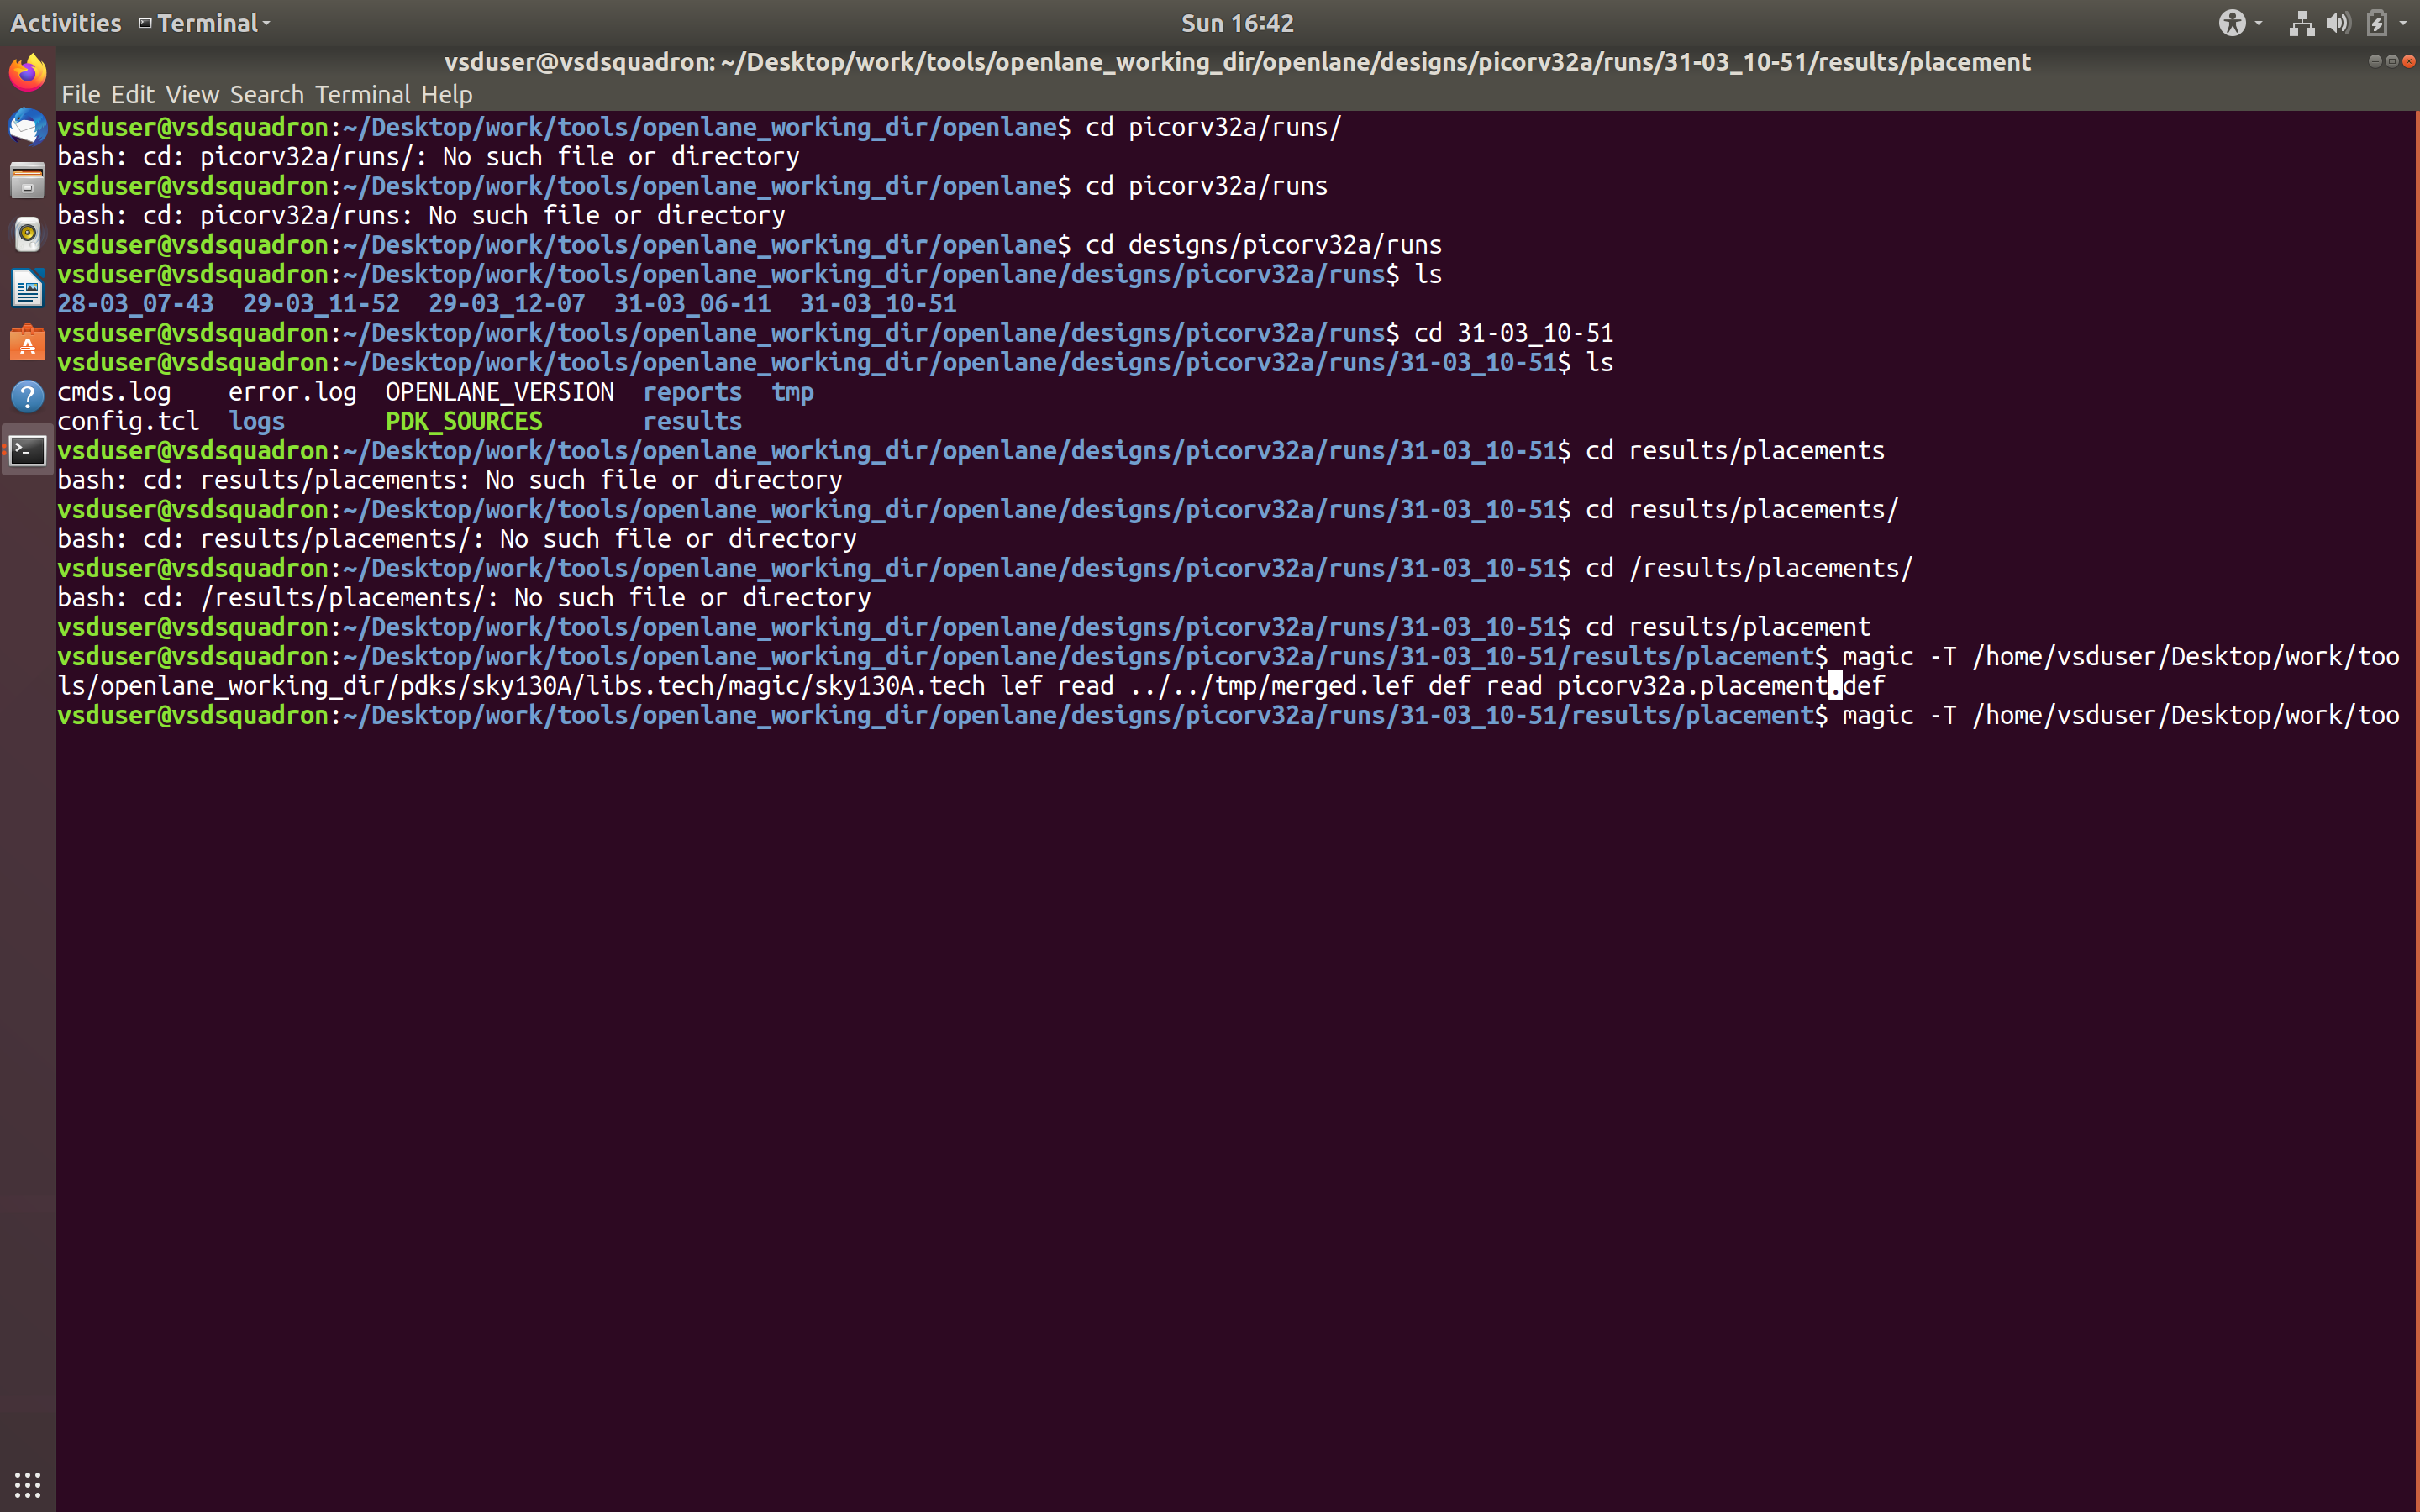 Activities Terminal Sun 16:42
vsduser@vsdsquadron: ~/Desktop/work/tools/openlane_working_dir/openlane/designs/picorv32a/runs/31-03_10-51/results/placement
File Edit View Search Terminal Help
vsduser@vsdsquadron:~/Desktop/work/tools/openlane_working_dir/openlane$ cd picorv32a/runs/
bash: cd: picorv32a/runs/: No such file or directory
vsduser@vsdsquadron:~/Desktop/work/tools/openlane_working_dir/openlane$ cd picorv32a/runs
bash: cd: picorv32a/runs: No such file or directory
vsduser@vsdsquadron:~/Desktop/work/tools/openlane_working_dir/openlane$ cd designs/picorv32a/runs
vsduser@vsdsquadron:~/Desktop/work/tools/openlane_working_dir/openlane/designs/picorv32a/runs$ ls
28-03_07-43  29-03_11-52  29-03_12-07  31-03_06-11  31-03_10-51
vsduser@vsdsquadron:~/Desktop/work/tools/openlane_working_dir/openlane/designs/picorv32a/runs$ cd 31-03_10-51
vsduser@vsdsquadron:~/Desktop/work/tools/openlane_working_dir/openlane/designs/picorv32a/runs/31-03_10-51$ ls
cmds.log    error.log  OPENLANE_VERSION  reports  tmp
config.tcl  logs       PDK_SOURCES       results
vsduser@vsdsquadron:~/Desktop/work/tools/openlane_working_dir/openlane/designs/picorv32a/runs/31-03_10-51$ cd results/placements
bash: cd: results/placements: No such file or directory
vsduser@vsdsquadron:~/Desktop/work/tools/openlane_working_dir/openlane/designs/picorv32a/runs/31-03_10-51$ cd results/placements/
bash: cd: results/placements/: No such file or directory
vsduser@vsdsquadron:~/Desktop/work/tools/openlane_working_dir/openlane/designs/picorv32a/runs/31-03_10-51$ cd /results/placements/
bash: cd: /results/placements/: No such file or directory
vsduser@vsdsquadron:~/Desktop/work/tools/openlane_working_dir/openlane/designs/picorv32a/runs/31-03_10-51$ cd results/placement
vsduser@vsdsquadron:~/Desktop/work/tools/openlane_working_dir/openlane/designs/picorv32a/runs/31-03_10-51/results/placement$ magic -T /home/vsduser/Desktop/work/too
ls/openlane_working_dir/pdks/sky130A/libs.tech/magic/sky130A.tech lef read ../../tmp/merged.lef def read picorv32a.placement.def
vsduser@vsdsquadron:~/Desktop/work/tools/openlane_working_dir/openlane/designs/picorv32a/runs/31-03_10-51/results/placement$ magic -T /home/vsduser/Desktop/work/too